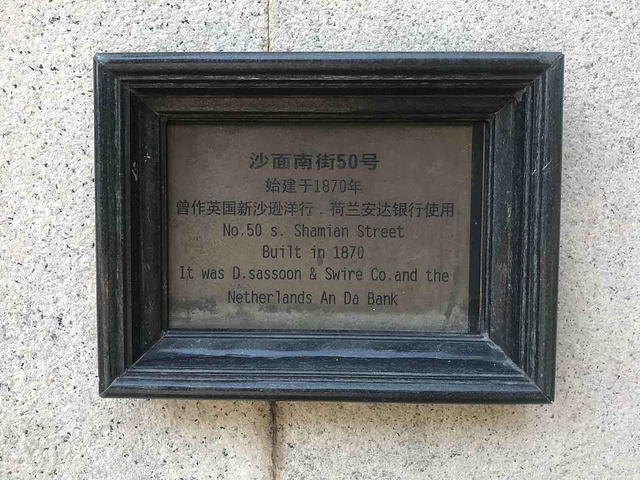 沙面南街50号
始建于1870年
曾作英国新沙逊洋行．荷兰安达银行使用
No.50 s. Shamian Street
Built in 1870
It was D.sassoon & Swire Co.and the
Netherlands An Da Bank